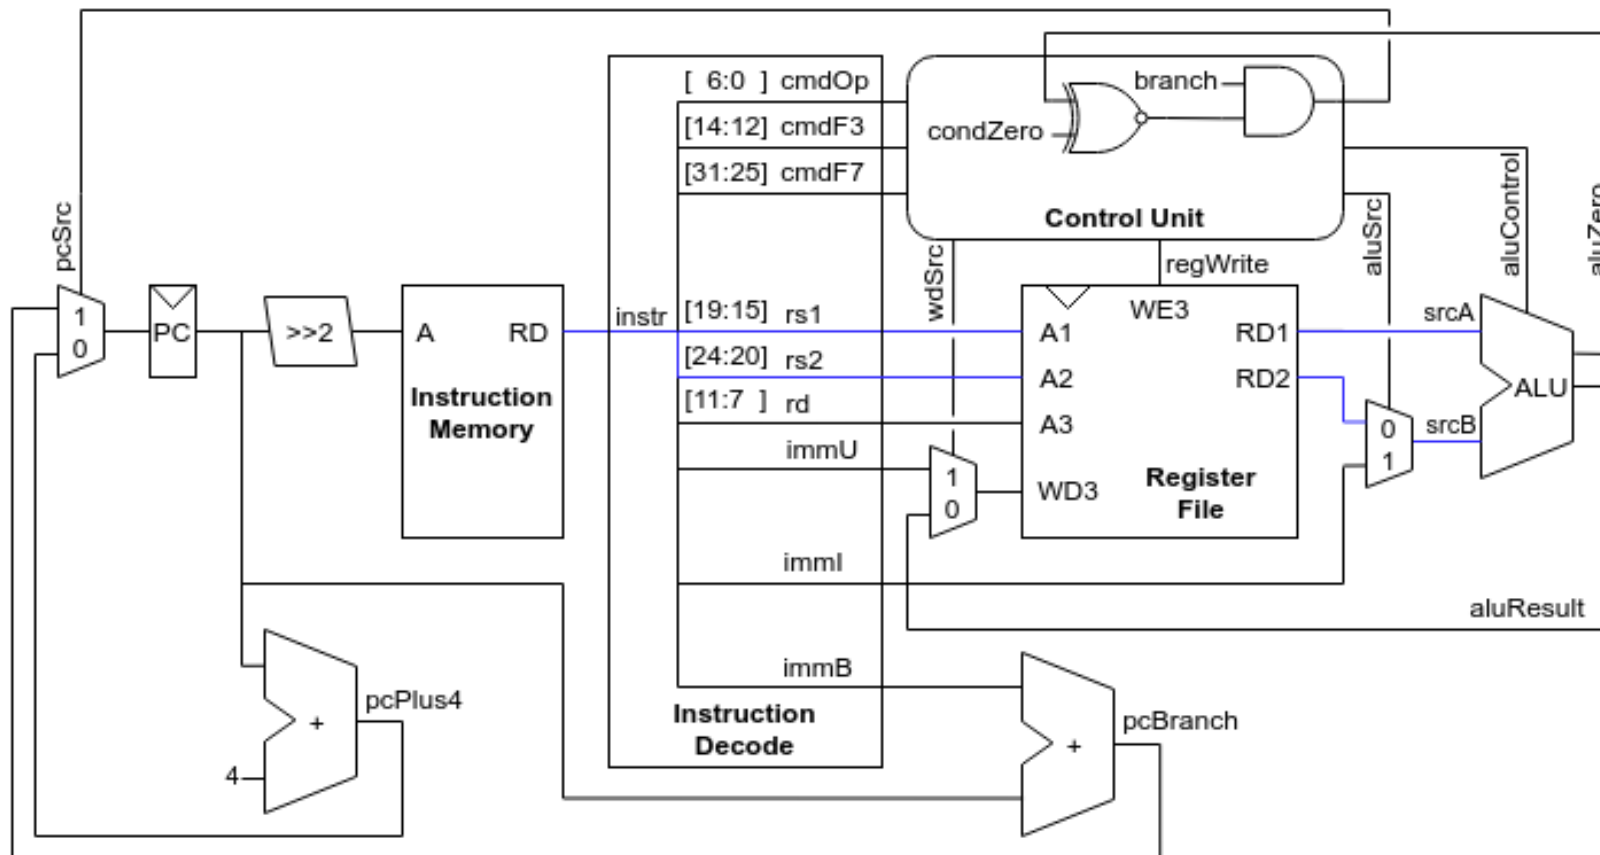 [ 6:0 ] cmdOp
branch
[14:12] cmdF3
condZero
[31:25] cmdF7
Control Unit
pcSrc
wdSrc
regWrite
aluSrc
aluControl
aluZero
1
0
PC
>>2
A
RD
Instruction
Memory
instr
[19:15] rs1
[24:20] rs2
[11:7 ] rd
immU
1
0
A1
A2
A3
WD3
WE3
RD1
RD2
Register
File
srcA
srcB
0
1
ALU
immI
aluResult
immB
pcPlus4
+
4
Instruction
Decode
pcBranch
+